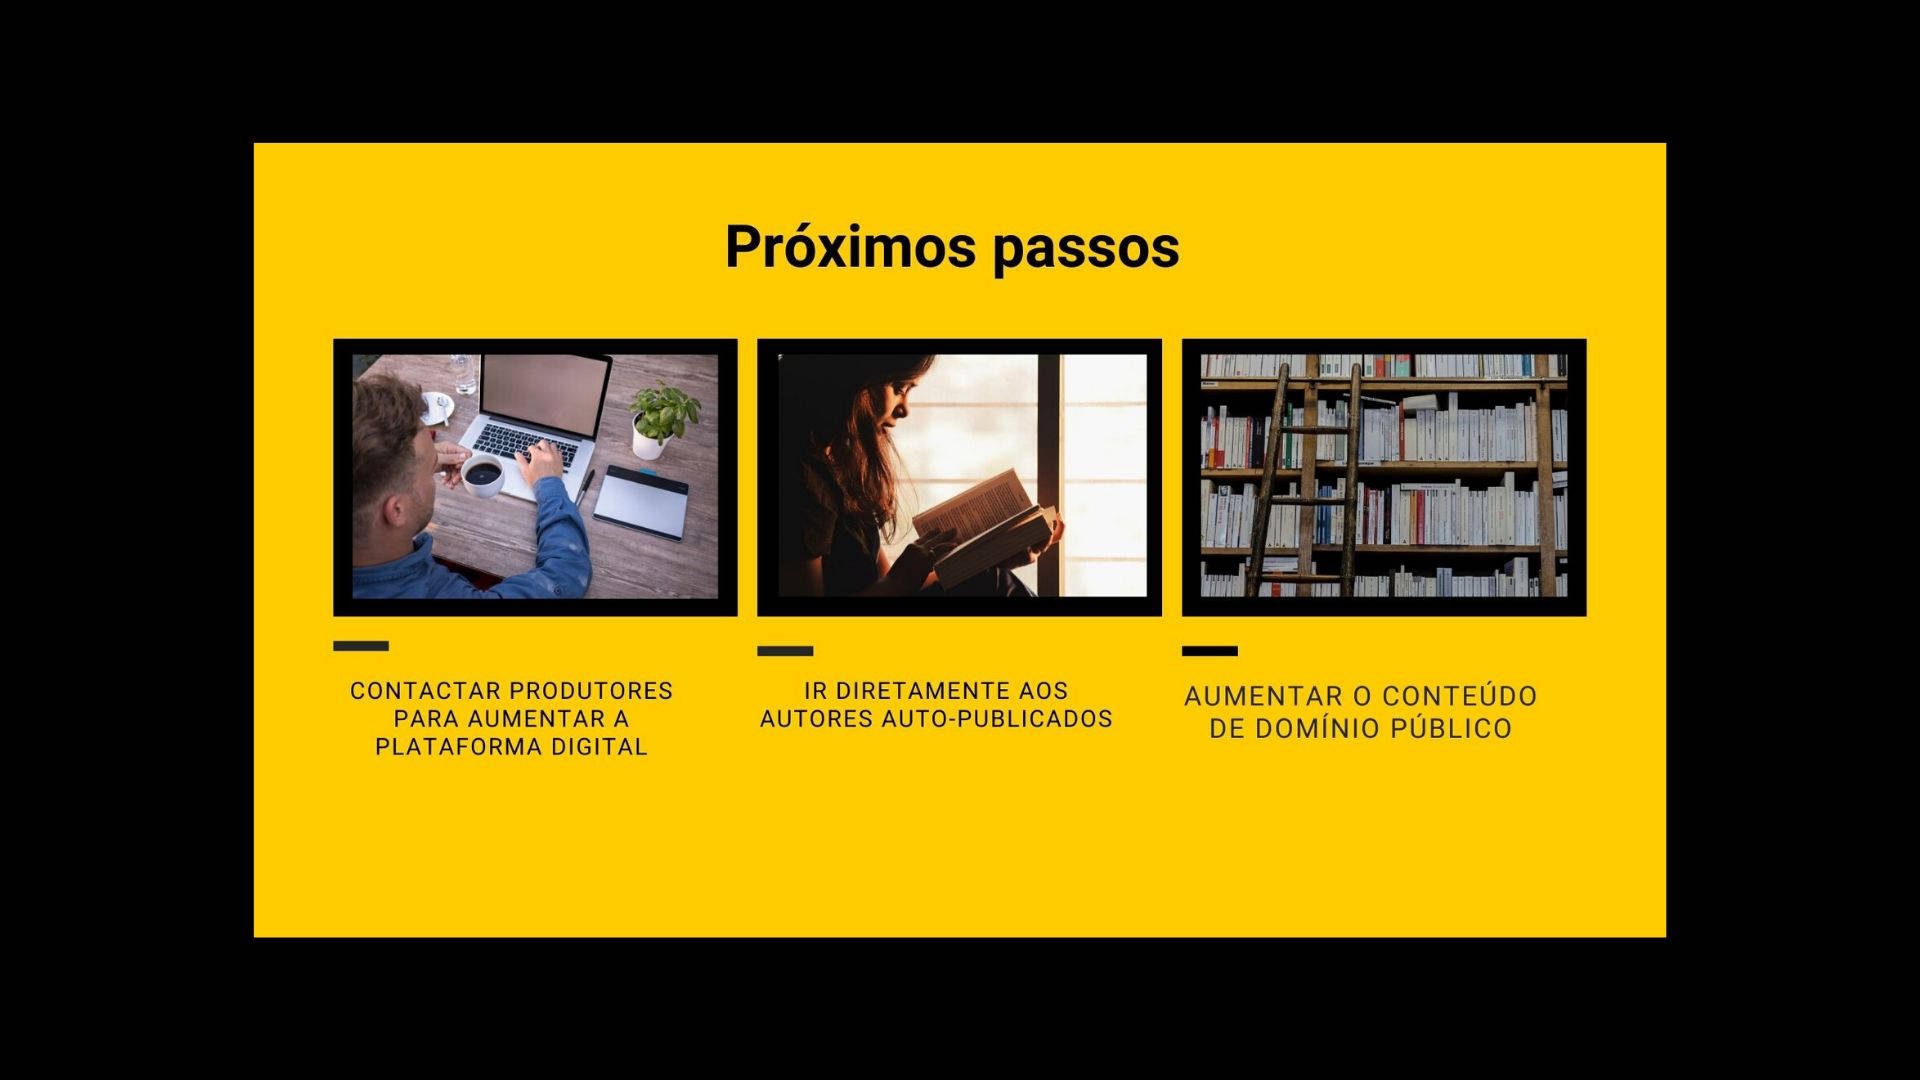 Próximos passos
CONTACTAR PRODUTORES
PARA AUMENTAR A
PLATAFORMA DIGITAL
IR DIRETAMENTE AOS
AUTORES AUTO-PUBLICADOS
AUMENTAR O CONTEÚDO
DE DOMÍNIO PÚBLICO